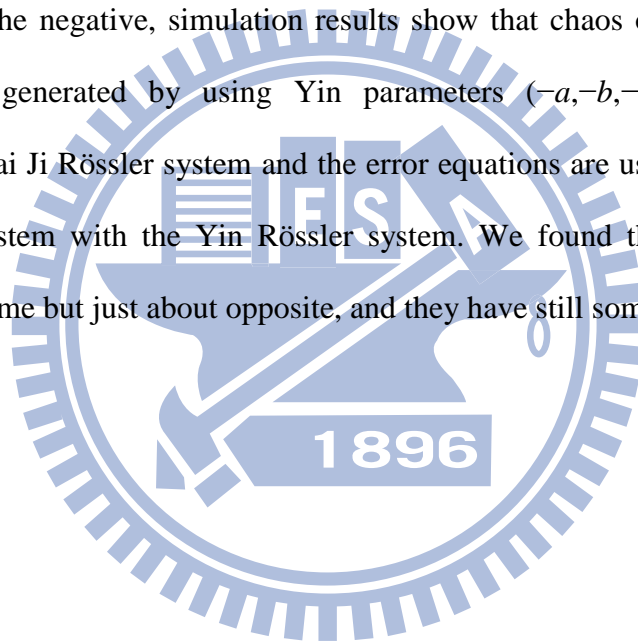 he negative, simulation results show that chaos
generated by using Yin parameters (−a,−b,−
ai Ji Rössler system and the error equations are us
stem with the Yin Rössler system. We found th
me but just about opposite, and they have still som
E S A
1896